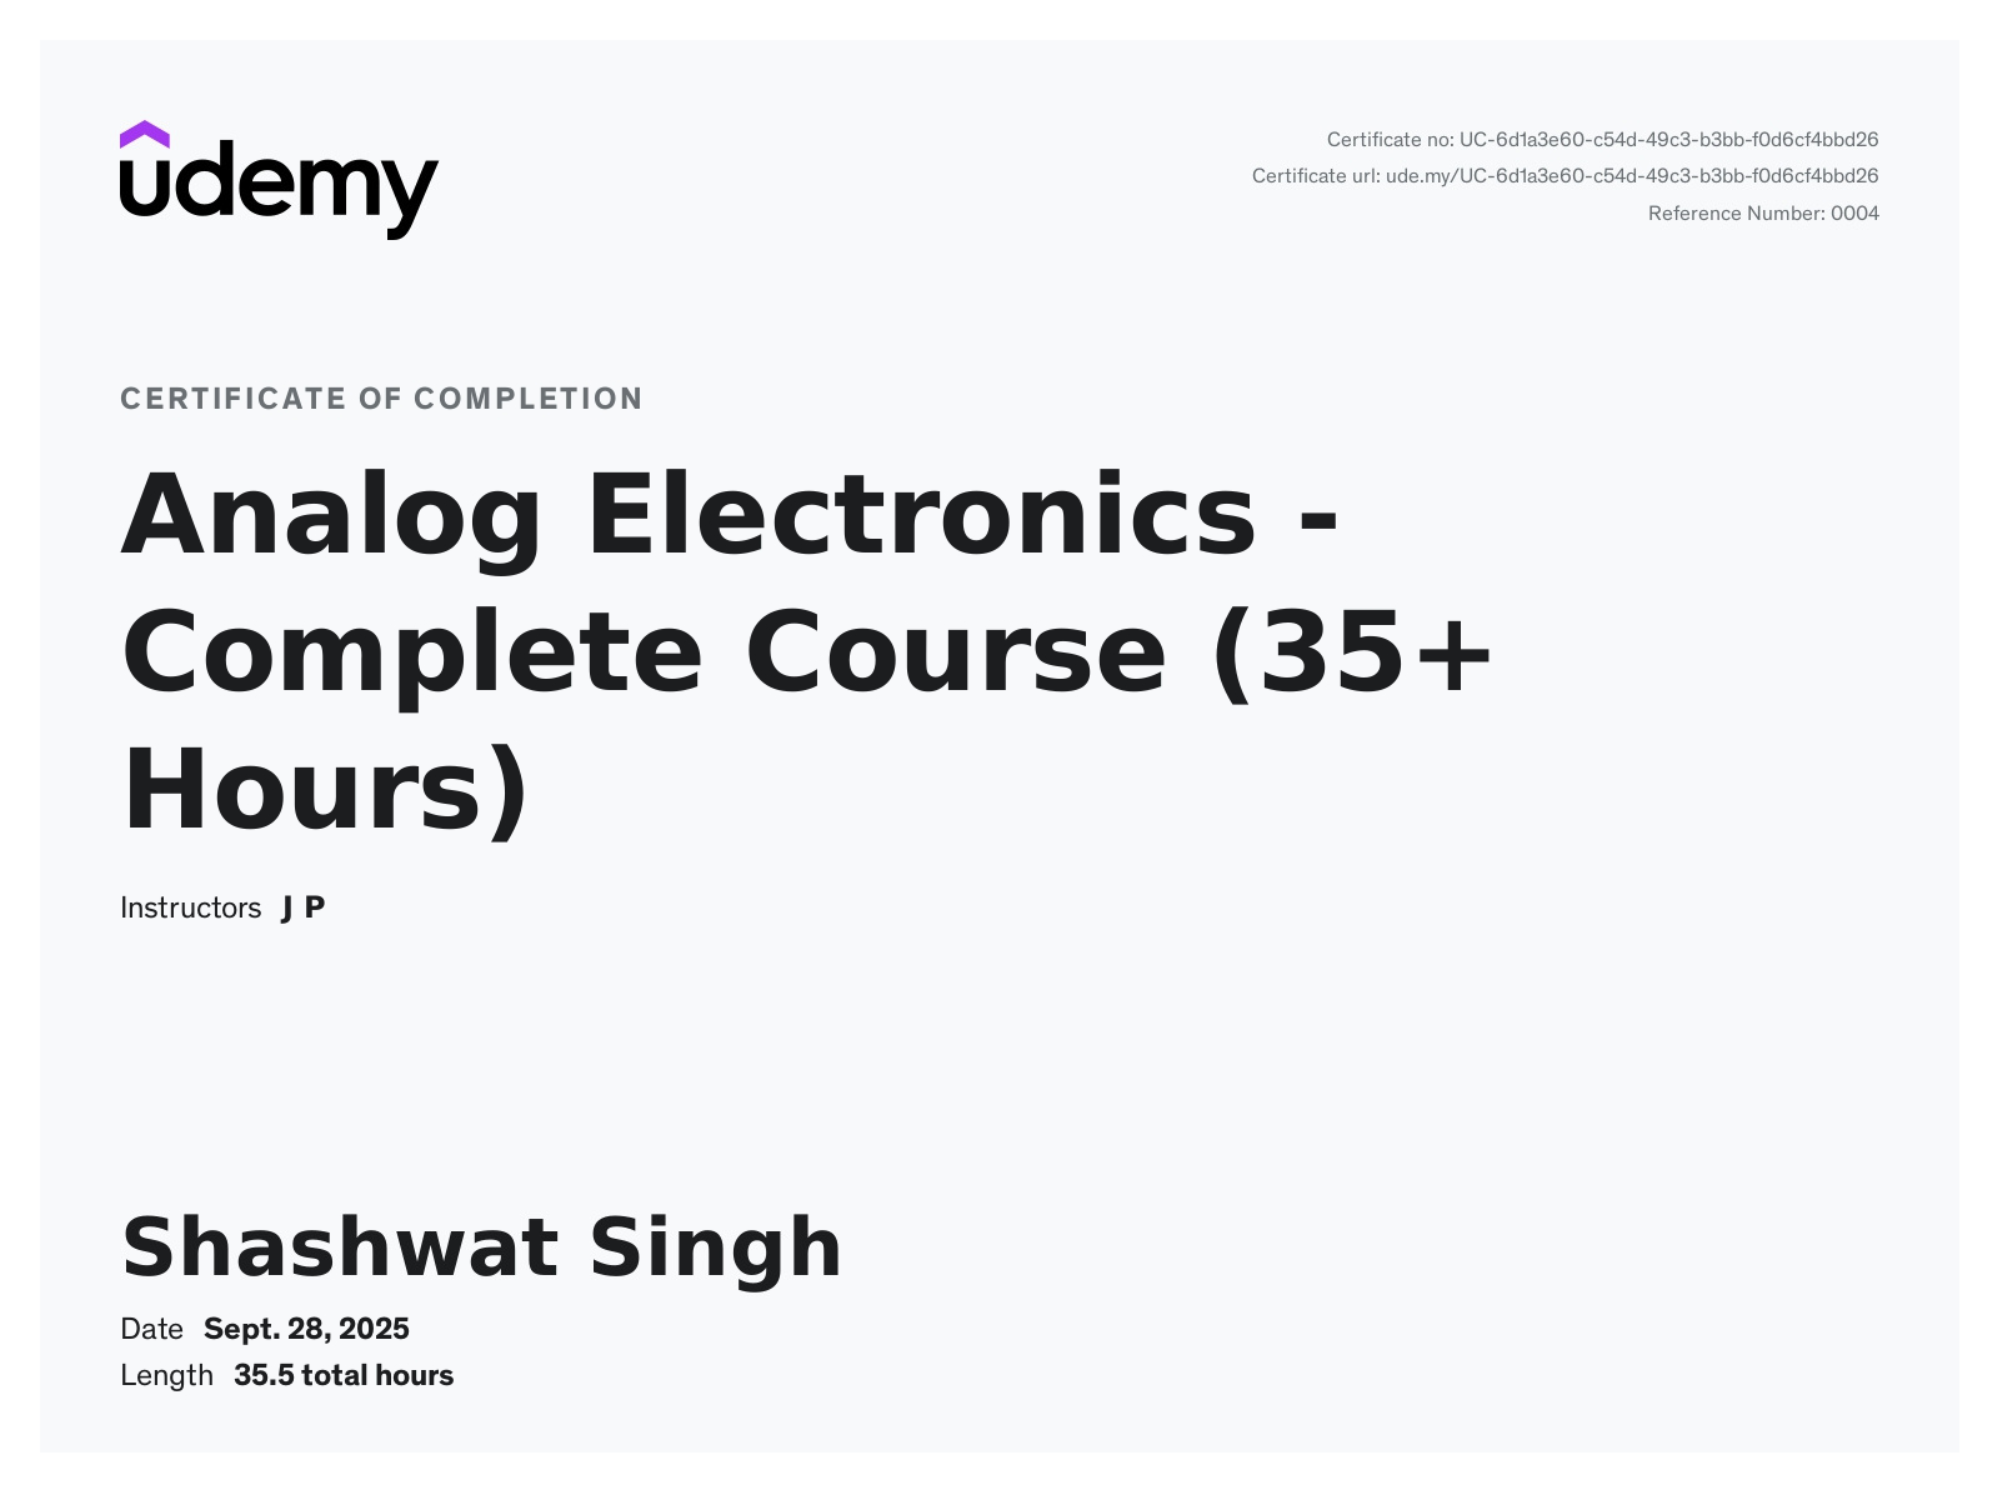 udemy
Certificate no: UC-6d1a3e60-c54d-49c3-b3bb-f0d6cf4bbd26
Certificate url: ude.my/UC-6d1a3e60-c54d-49c3-b3bb-f0d6cf4bbd26
Reference Number: 0004
CERTIFICATE OF COMPLETION
Analog Electronics -
Complete Course (35+
Hours)
Instructors J P
Shashwat Singh
Date Sept. 28, 2025
Length 35.5 total hours